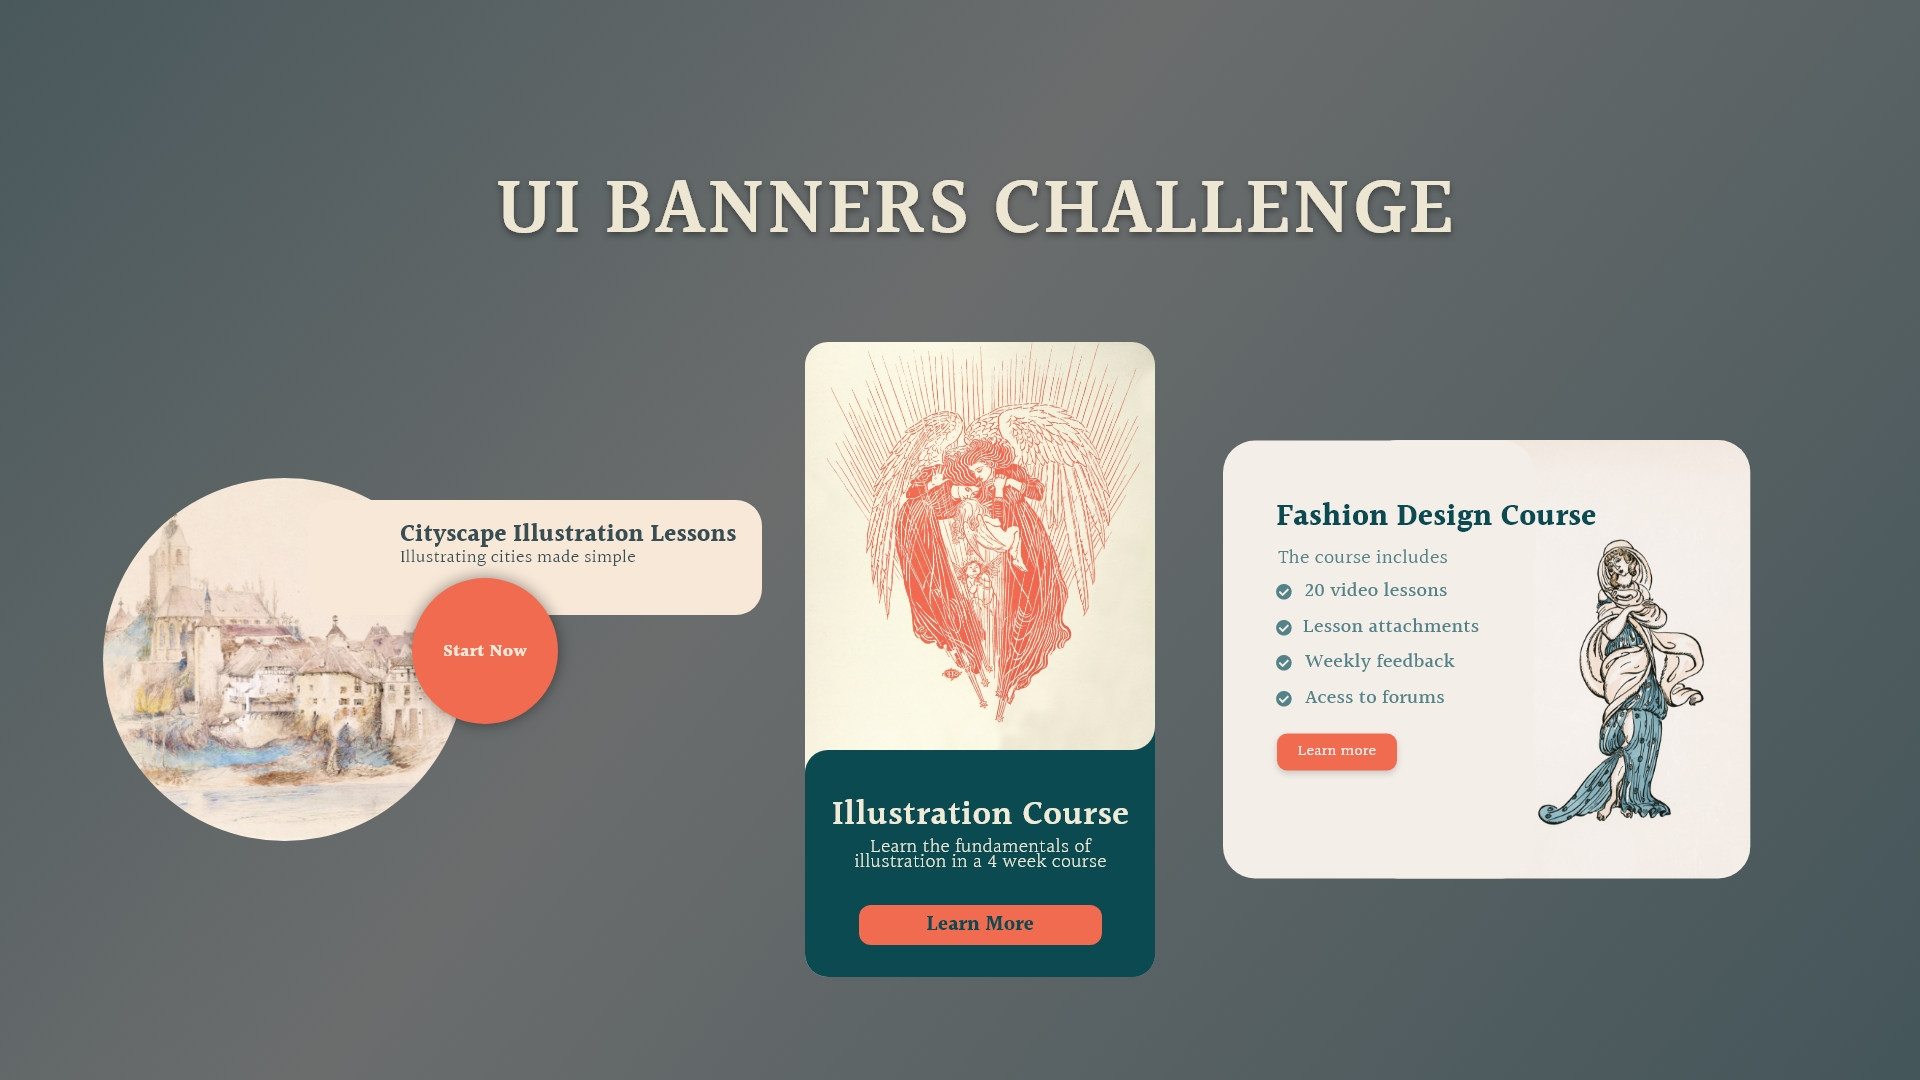 UI BANNERS CHALLENGE
Cityscape Illustration Lessons
Illustrating cities made simple
Start Now
Illustration Course
Learn the fundamentals of
illustration in a 4 week course
Learn More
Fashion Design Course
The course includes
20 video lessons
Lesson attachments
Weekly feedback
Acess to forums
Learn more